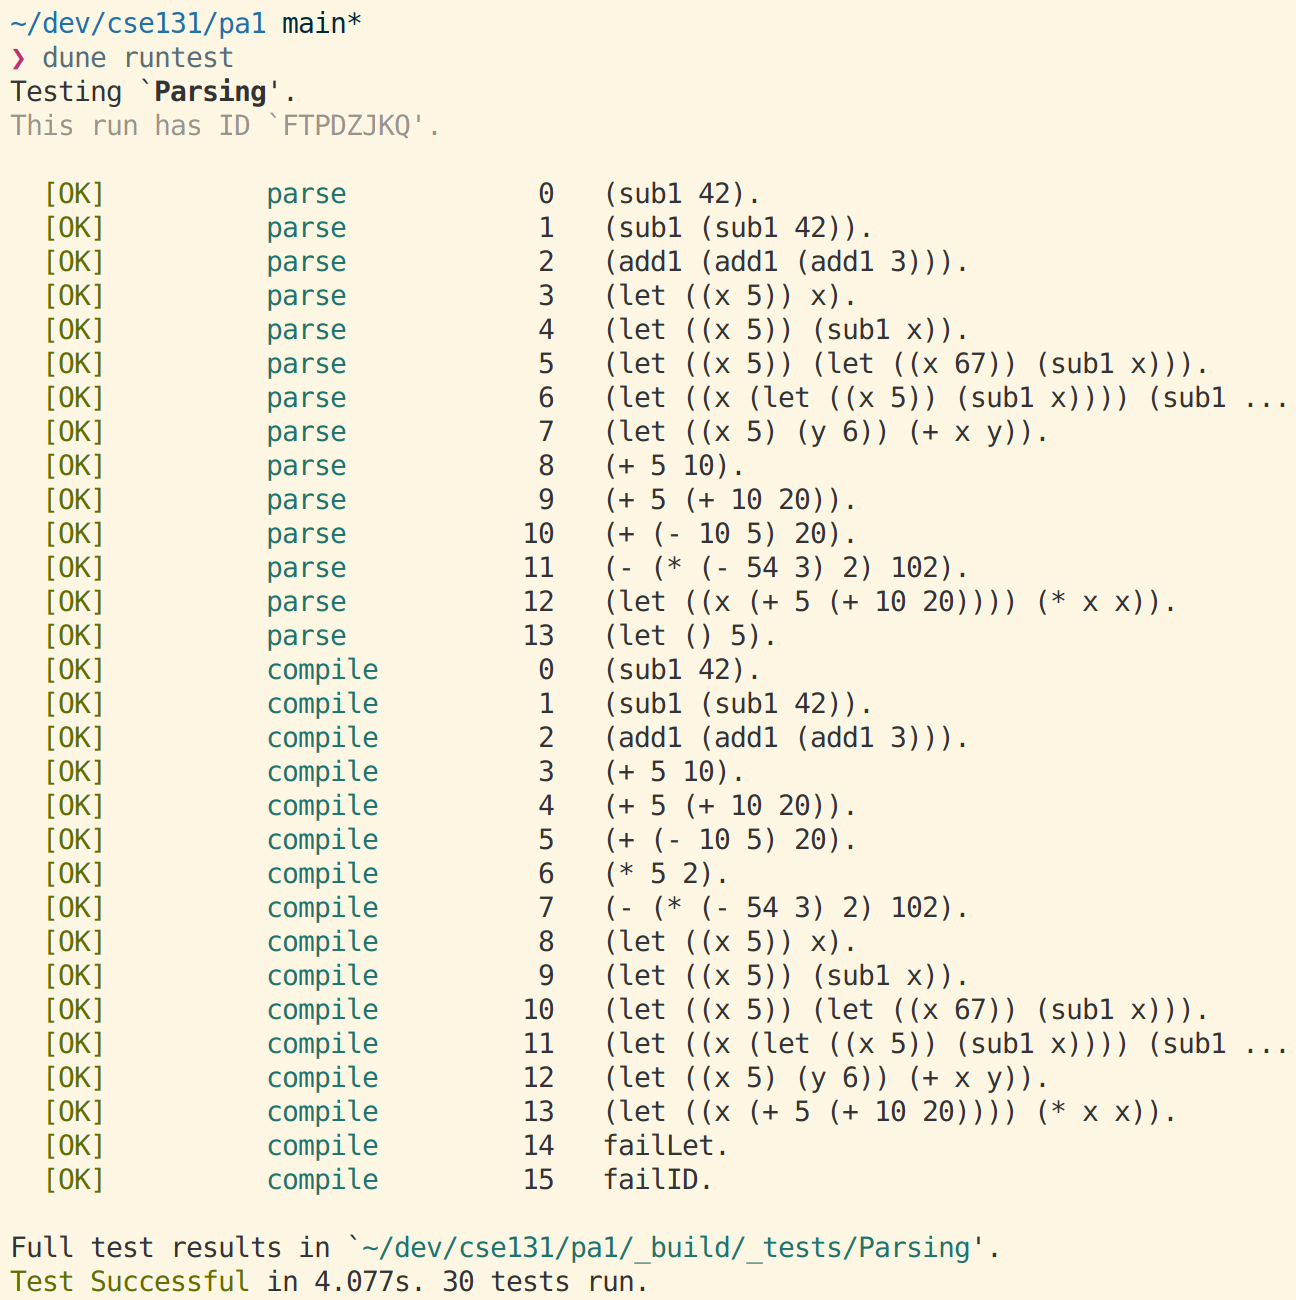 ~/dev/cse131/pa1 main*
❯ dune runtest
Testing `Parsing'.
This run has ID `FTPDZJKQ'.
[OK] parse 0 (sub1 42).
[OK] parse 1 (sub1 (sub1 42)).
[OK] parse 2 (add1 (add1 (add1 3))).
[OK] parse 3 (let ((x 5)) x).
[OK] parse 4 (let ((x 5)) (sub1 x)).
[OK] parse 5 (let ((x 5)) (let ((x 67)) (sub1 x))).
[OK] parse 6 (let ((x (let ((x 5)) (sub1 x)))) (sub1 ...
[OK] parse 7 (let ((x 5) (y 6)) (+ x y)).
[OK] parse 8 (+ 5 10).
[OK] parse 9 (+ 5 (+ 10 20)).
[OK] parse 10 (+ (- 10 5) 20).
[OK] parse 11 (- (* (- 54 3) 2) 102).
[OK] parse 12 (let ((x (+ 5 (+ 10 20)))) (* x x)).
[OK] parse 13 (let () 5).
[OK] compile 0 (sub1 42).
[OK] compile 1 (sub1 (sub1 42)).
[OK] compile 2 (add1 (add1 (add1 3))).
[OK] compile 3 (+ 5 10).
[OK] compile 4 (+ 5 (+ 10 20)).
[OK] compile 5 (+ (- 10 5) 20).
[OK] compile 6 (* 5 2).
[OK] compile 7 (- (* (- 54 3) 2) 102).
[OK] compile 8 (let ((x 5)) x).
[OK] compile 9 (let ((x 5)) (sub1 x)).
[OK] compile 10 (let ((x 5)) (let ((x 67)) (sub1 x))).
[OK] compile 11 (let ((x (let ((x 5)) (sub1 x)))) (sub1 ...
[OK] compile 12 (let ((x 5) (y 6)) (+ x y)).
[OK] compile 13 (let ((x (+ 5 (+ 10 20)))) (* x x)).
[OK] compile 14 failLet.
[OK] compile 15 failID.
Full test results in `~/dev/cse131/pa1/_build/_tests/Parsing'.
Test Successful in 4.077s. 30 tests run.